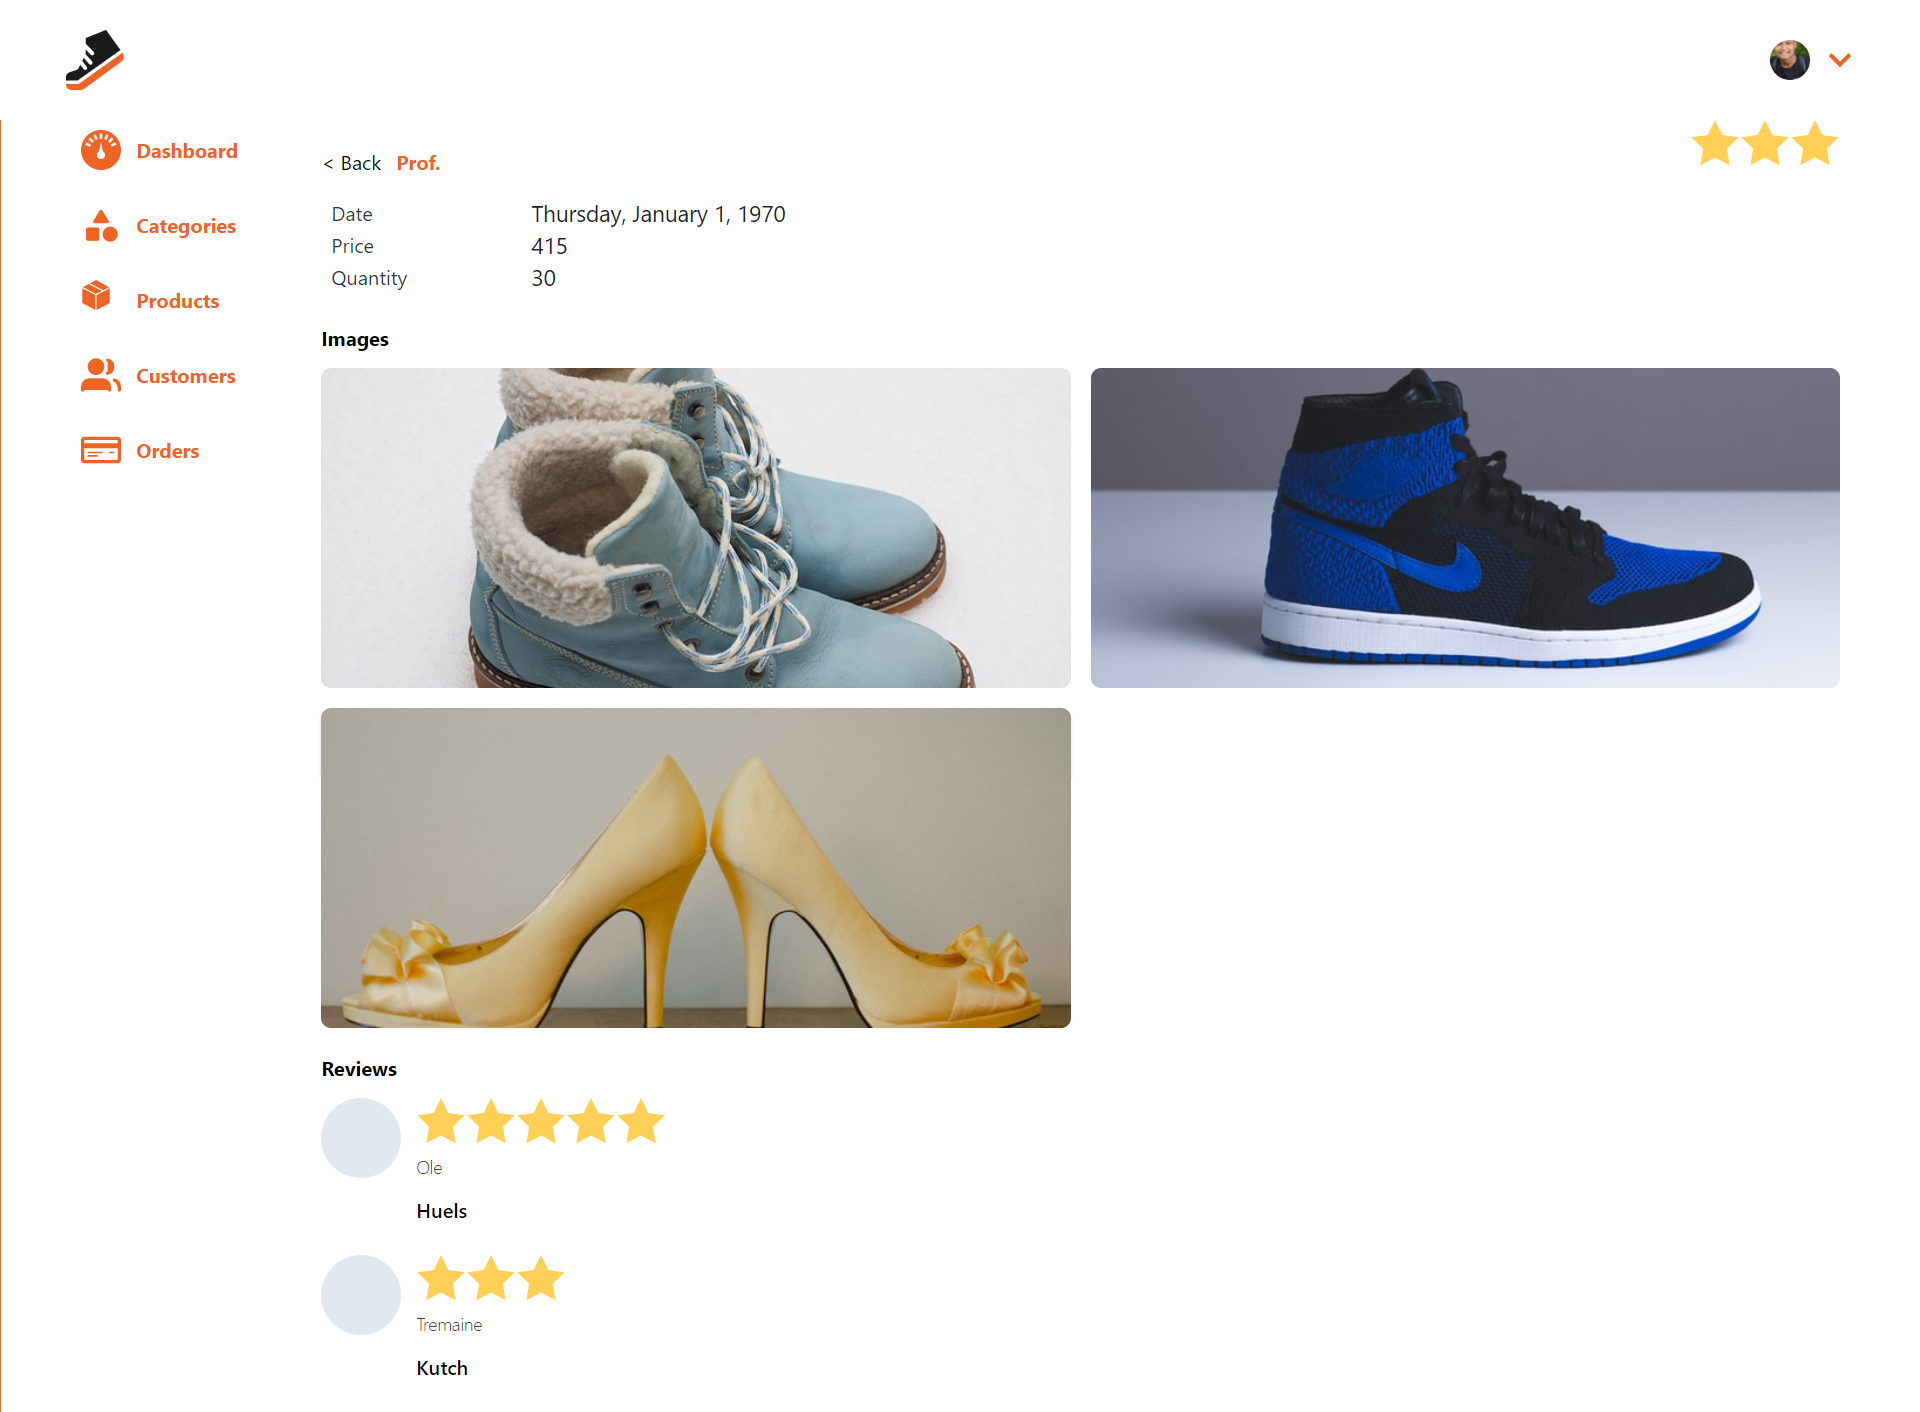 Dashboard
Categories
Products
Customers
Orders
< Back Prof.
Date Thursday, January 1, 1970
Price 415
Quantity 30
Images
Reviews
Ole
Huels
Tremaine
Kutch